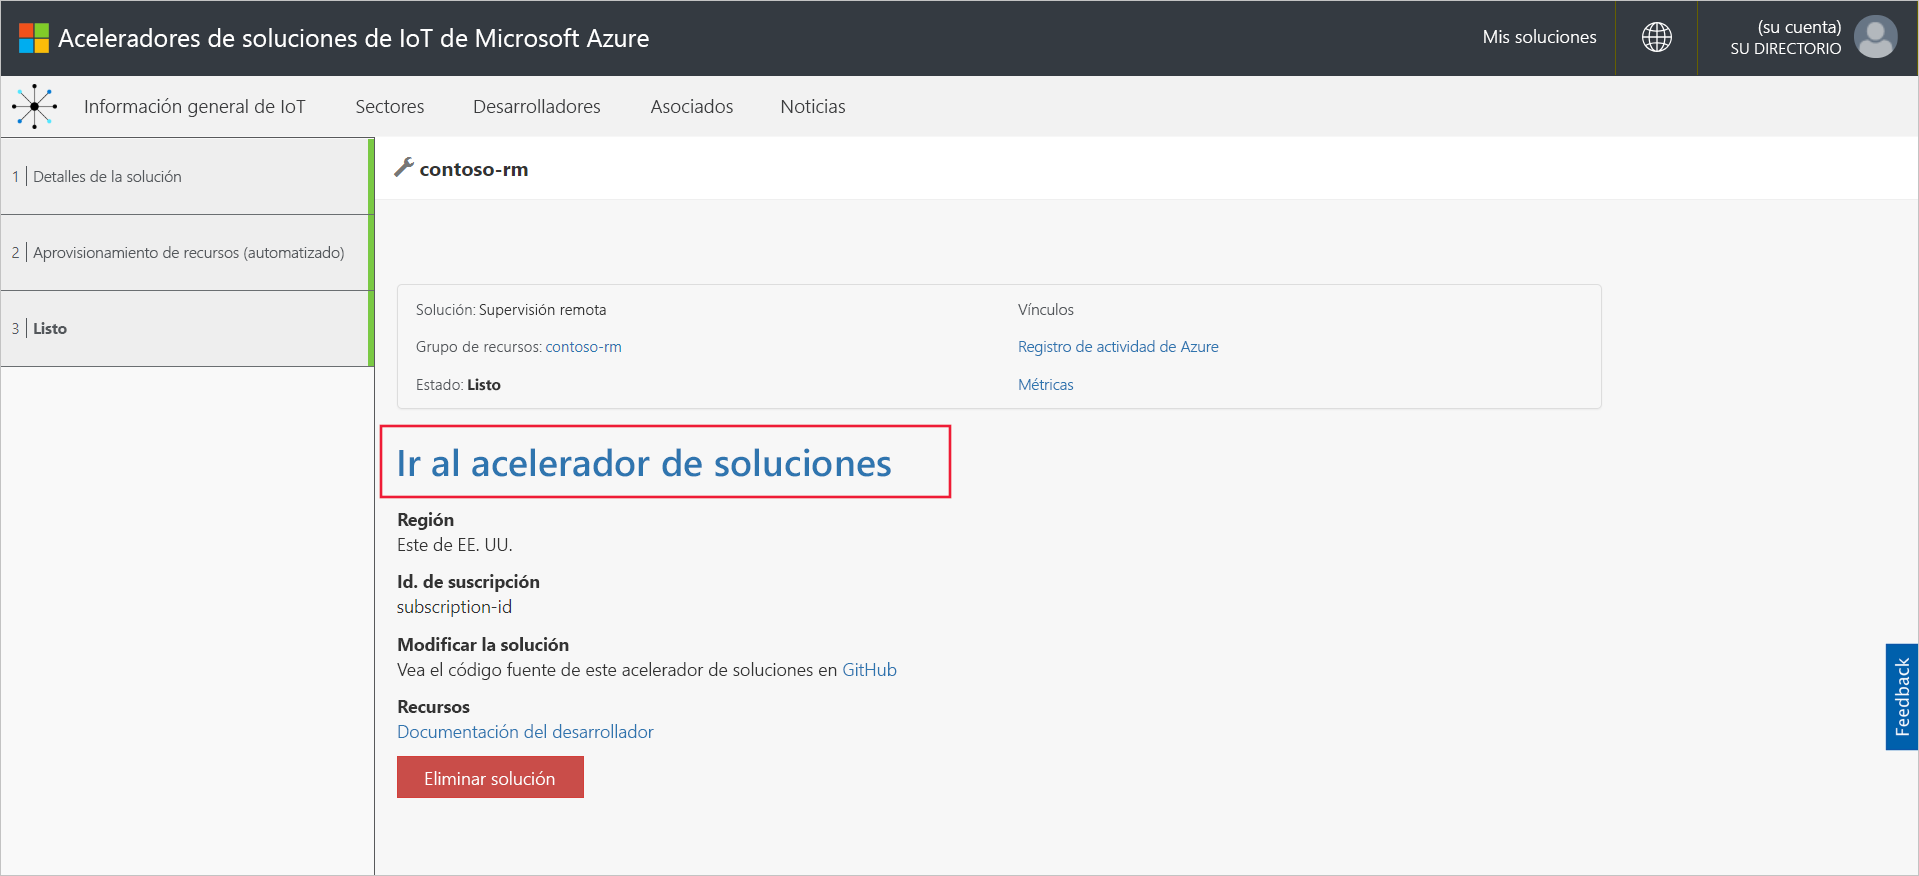 Aceleradores de soluciones de IoT de Microsoft Azure
Mis soluciones
(su cuenta)
SU DIRECTORIO
Información general de IoT
Sectores
Desarrolladores
Asociados
Noticias
1 Detalles de la solución
2 Aprovisionamiento de recursos (automatizado)
3 Listo
contoso-rm
Solución: Supervisión remota
Grupo de recursos: contoso-rm
Estado: Listo
Vínculos
Registro de actividad de Azure
Métricas
Ir al acelerador de soluciones
Región
Este de EE. UU.
Id. de suscripción
subscription-id
Modificar la solución
Vea el código fuente de este acelerador de soluciones en GitHub
Recursos
Documentación del desarrollador
Eliminar solución
Feedback